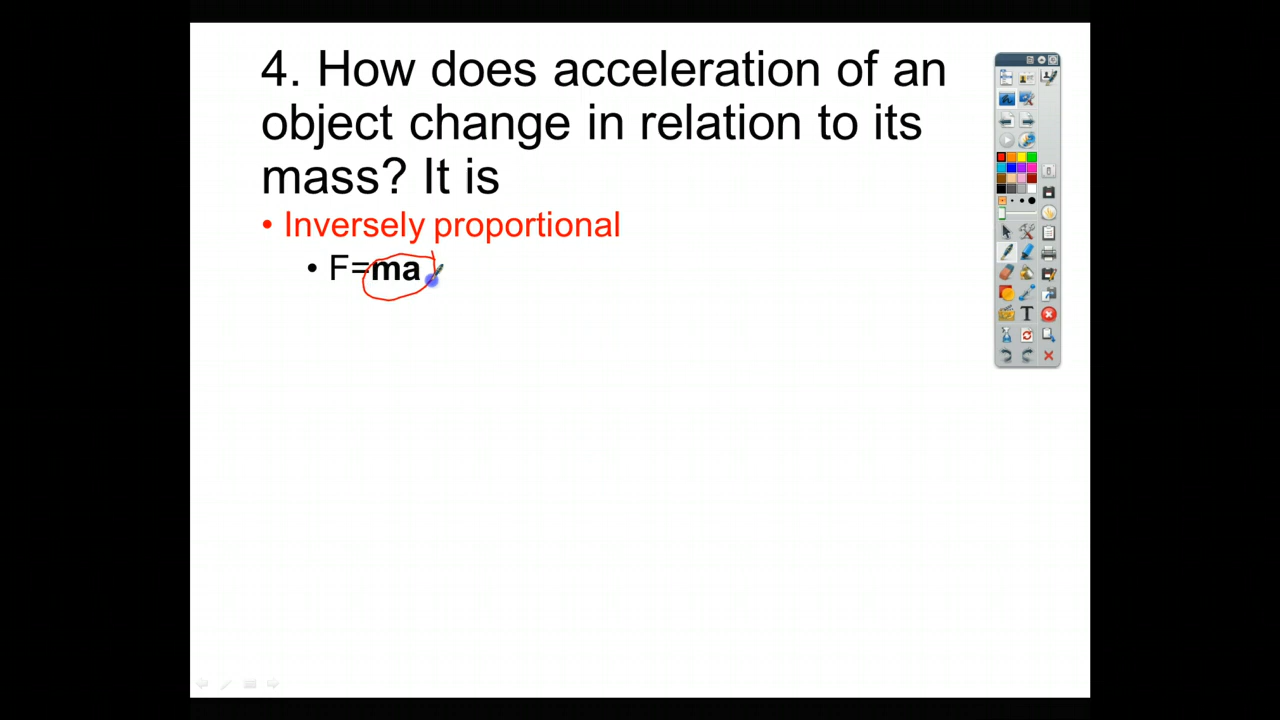 4. How does acceleration of an
object change in relation to its
mass? It is
• Inversely proportional
• F=ma
T